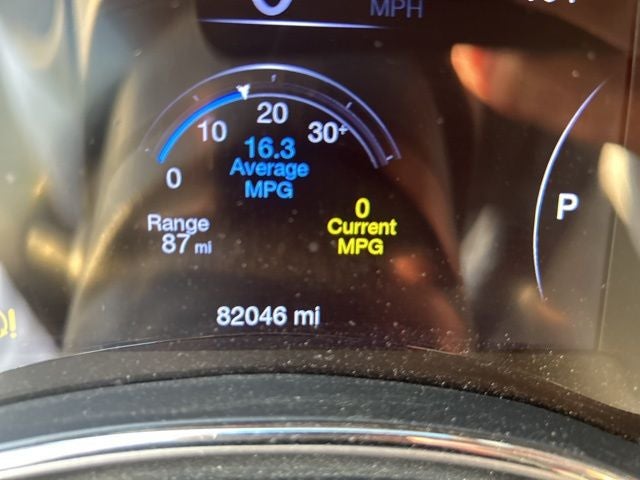 MPH
20
10
30+
16.3
Average
MPG
0
0
Current
MPG
Range
87 mi
P
82046 mi